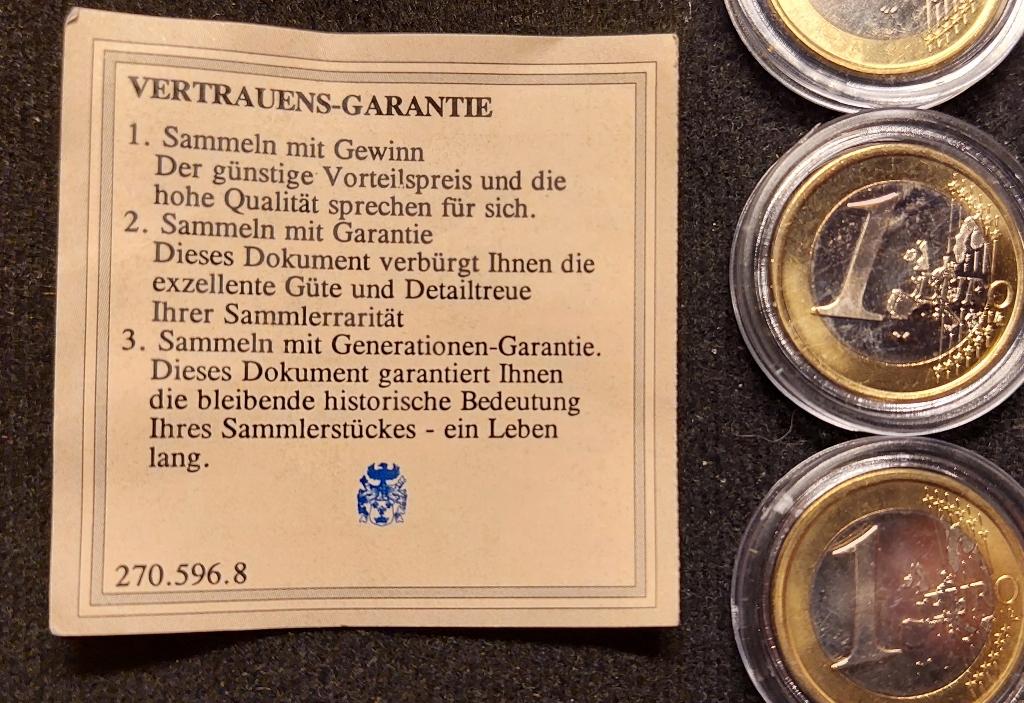 VERTRAUENS-GARANTIE
1. Sammeln mit Gewinn
Der günstige Vorteilspreis und die
hohe Qualität sprechen für sich.
2. Sammeln mit Garantie
Dieses Dokument verbürgt Ihnen die
exzellente Güte und Detailtreue
Ihrer Sammlerrarität
3. Sammeln mit Generationen-Garantie.
Dieses Dokument garantiert Ihnen
die bleibende historische Bedeutung
Ihres Sammlerstückes - ein Leben
lang.
270.596.8
1 EURO
1